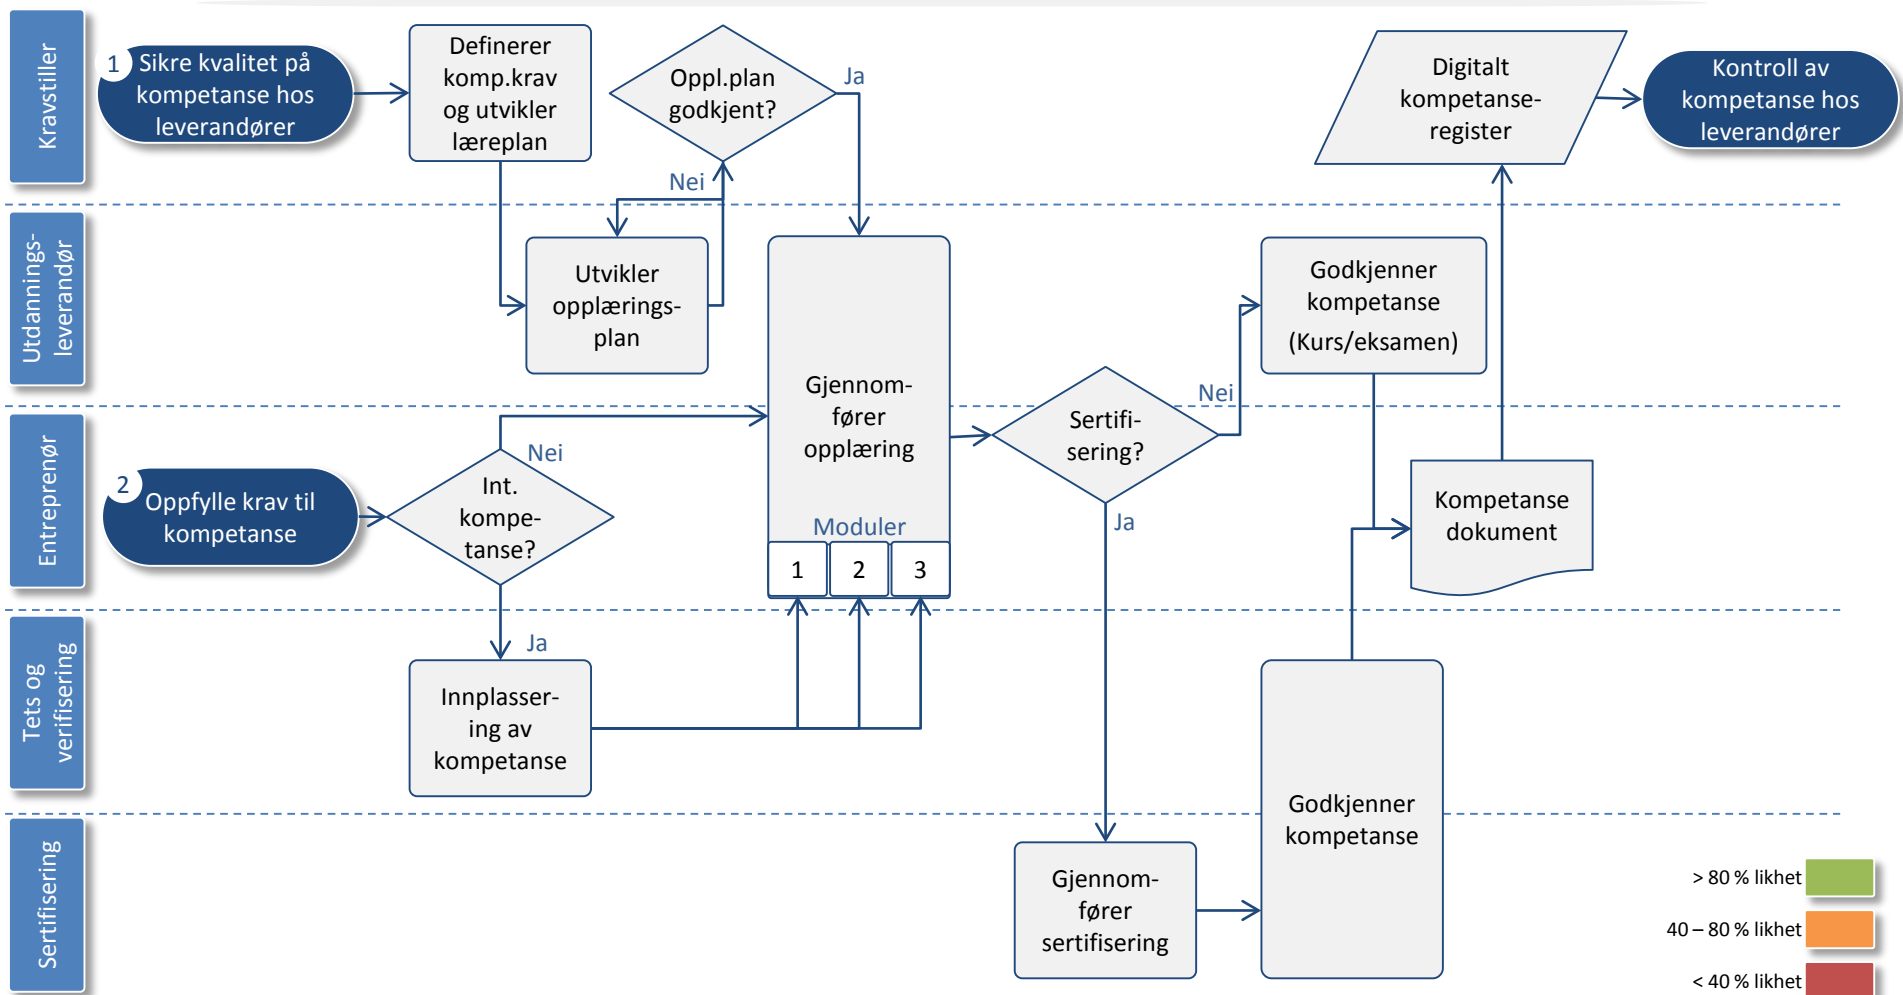 Kravstiller
1
Sikre kvalitet på
kompetanse hos
leverandører
Definerer
komp.krav
og utvikler
læreplan
Oppl.plan
godkjent?
Ja
Nei
Digitalt
kompetanse-
register
Kontroll av
kompetanse hos
leverandører
Utdannings-
leverandør
Utvikler
opplærings-
plan
Gjennom-
fører
opplæring
Moduler
1
2
3
Godkjenner
kompetanse
(Kurs/eksamen)
Entreprenør
2
Oppfylle krav til
kompetanse
Int.
kompe-
tanse?
Nei
Ja
Sertifi-
sering?
Nei
Ja
Kompetanse
dokument
Tets og
verifisering
Innplasser-
ing av
kompetanse
Godkjenner
kompetanse
Sertifisering
Gjennom-
fører
sertifisering
> 80 % likhet
40 – 80 % likhet
< 40 % likhet